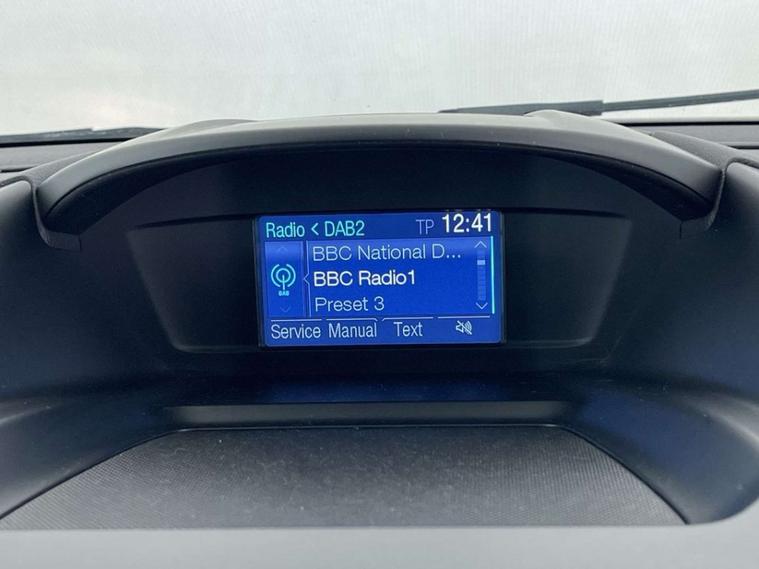 Radio < DAB2 TP 12:41
BBC National D...
DAB
BBC Radio1
Preset 3
Service Manual Text